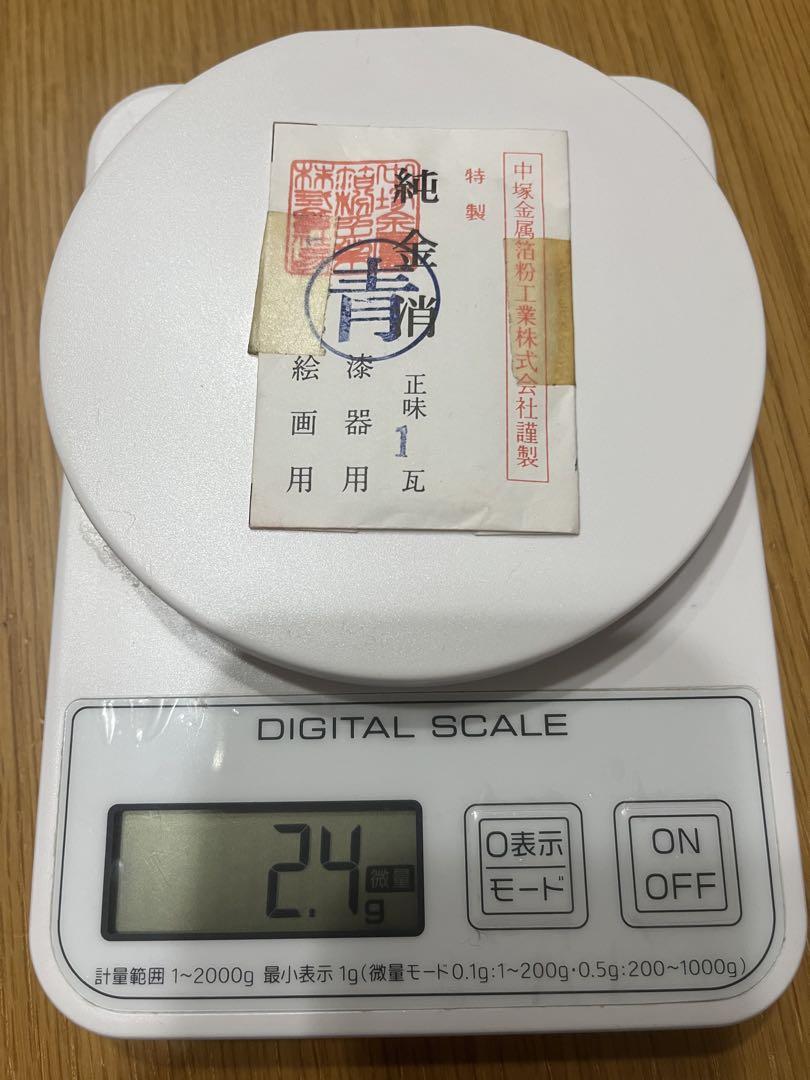 中塚金属箔粉工業株式会社謹製
特製
純金消
青
正味1瓦
漆器用
絵画用
DIGITAL SCALE
2.4
微量
g
0表示
モード
ON
OFF
計量範囲 1~2000g 最小表示 1g(微量モード0.1g:1~200g・0.5g:200~1000g)